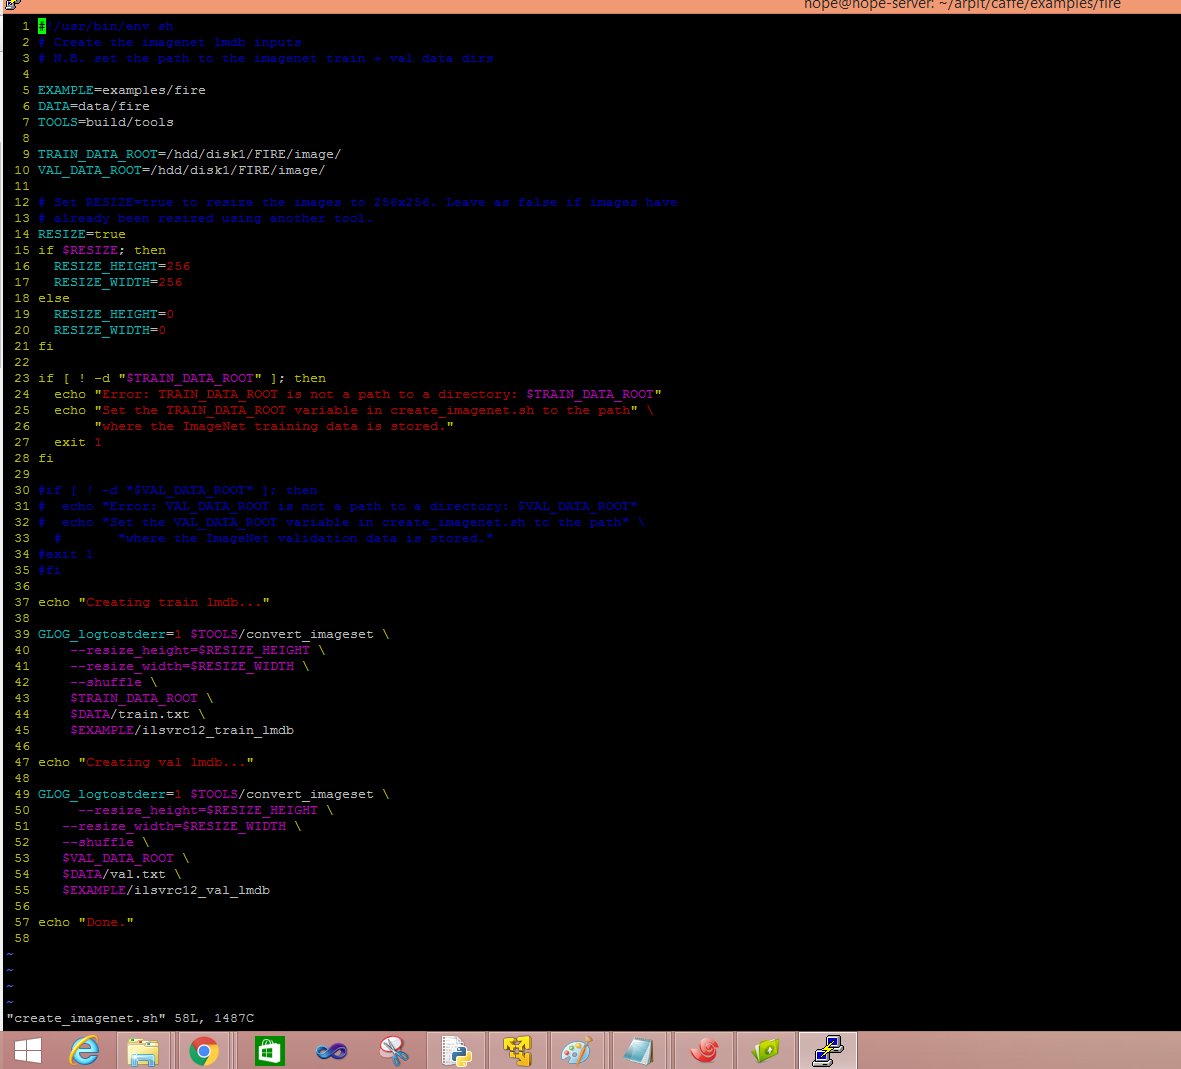 hope@hope-server: ~/arpit/caffe/examples/fire
1 #!/usr/bin/env sh
2 # Create the imagenet lmdb inputs
3 # N.B. set the path to the imagenet train + val data dirs
4
5 EXAMPLE=examples/fire
6 DATA=data/fire
7 TOOLS=build/tools
8
9 TRAIN_DATA_ROOT=/hdd/disk1/FIRE/image/
10 VAL_DATA_ROOT=/hdd/disk1/FIRE/image/
11
12 # Set RESIZE=true to resize the images to 256x256. Leave as false if images have
13 # already been resized using another tool.
14 RESIZE=true
15 if $RESIZE; then
16   RESIZE_HEIGHT=256
17   RESIZE_WIDTH=256
18 else
19   RESIZE_HEIGHT=0
20   RESIZE_WIDTH=0
21 fi
22
23 if [ ! -d "$TRAIN_DATA_ROOT" ]; then
24   echo "Error: TRAIN_DATA_ROOT is not a path to a directory: $TRAIN_DATA_ROOT"
25   echo "Set the TRAIN_DATA_ROOT variable in create_imagenet.sh to the path" \
26        "where the ImageNet training data is stored."
27   exit 1
28 fi
29
30 #if [ ! -d "$VAL_DATA_ROOT" ]; then
31 #  echo "Error: VAL_DATA_ROOT is not a path to a directory: $VAL_DATA_ROOT"
32 #  echo "Set the VAL_DATA_ROOT variable in create_imagenet.sh to the path" \
33   #       "where the ImageNet validation data is stored."
34 #exit 1
35 #fi
36
37 echo "Creating train lmdb..."
38
39 GLOG_logtostderr=1 $TOOLS/convert_imageset \
40     --resize_height=$RESIZE_HEIGHT \
41     --resize_width=$RESIZE_WIDTH \
42     --shuffle \
43     $TRAIN_DATA_ROOT \
44     $DATA/train.txt \
45     $EXAMPLE/ilsvrc12_train_lmdb
46
47 echo "Creating val lmdb..."
48
49 GLOG_logtostderr=1 $TOOLS/convert_imageset \
50      --resize_height=$RESIZE_HEIGHT \
51    --resize_width=$RESIZE_WIDTH \
52    --shuffle \
53    $VAL_DATA_ROOT \
54    $DATA/val.txt \
55    $EXAMPLE/ilsvrc12_val_lmdb
56
57 echo "Done."
58
~
~
~
~
"create_imagenet.sh" 58L, 1487C